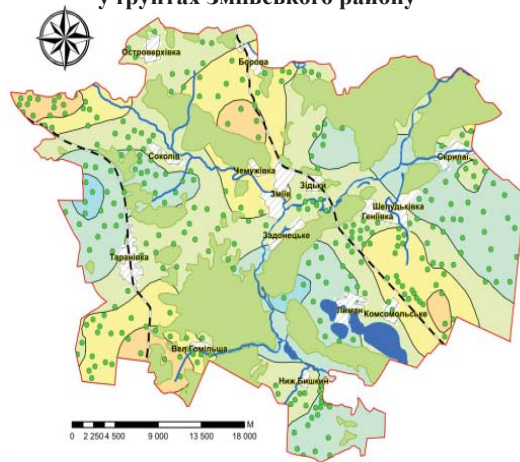 у ґрунтах Зміївського району
Островерхівка
Борова
Соколів
Чемужівка
Скрипаї
Зідьки
Зміїв
Шелудьківка
Геніївка
Задонецьке
Таранівка
Лиман
Комсомольське
Вел.Гомільша
Ниж.Бишкин
М
0 2 250 4 500 9 000 13 500 18 000